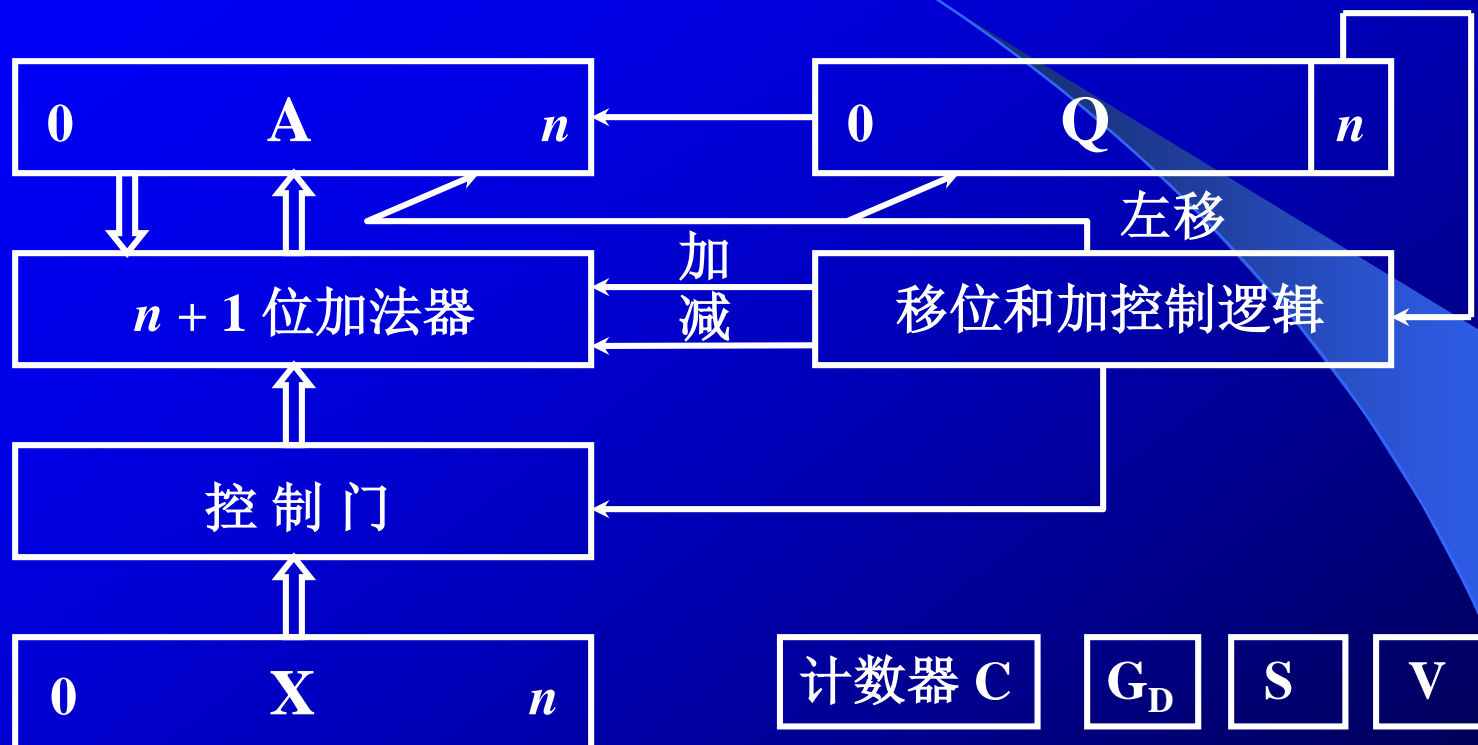 0 A n 0 Q n
左移
加
n + 1 位加法器 减 移位和加控制逻辑
控 制 门
0 X n 计数器 C G_D S V